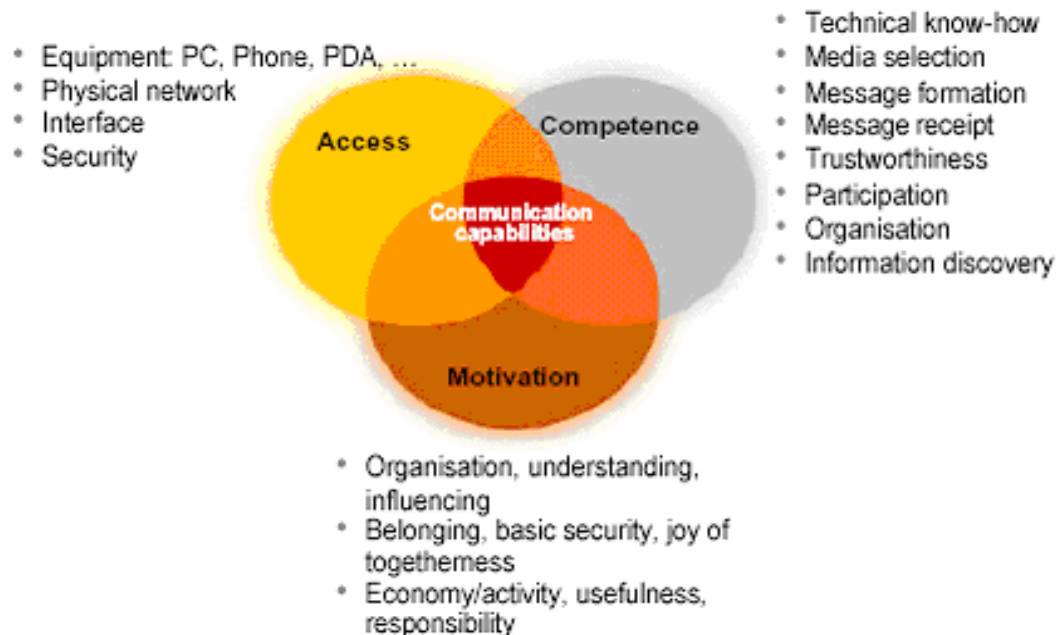 • Equipment: PC, Phone, PDA, ...
• Physical network
• Interface
• Security
Access
Competence
Communication
capabilities
Motivation
• Technical know-how
• Media selection
• Message formation
• Message receipt
• Trustworthiness
• Participation
• Organisation
• Information discovery
• Organisation, understanding,
influencing
• Belonging, basic security, joy of
togetherness
• Economy/activity, usefulness,
responsibility